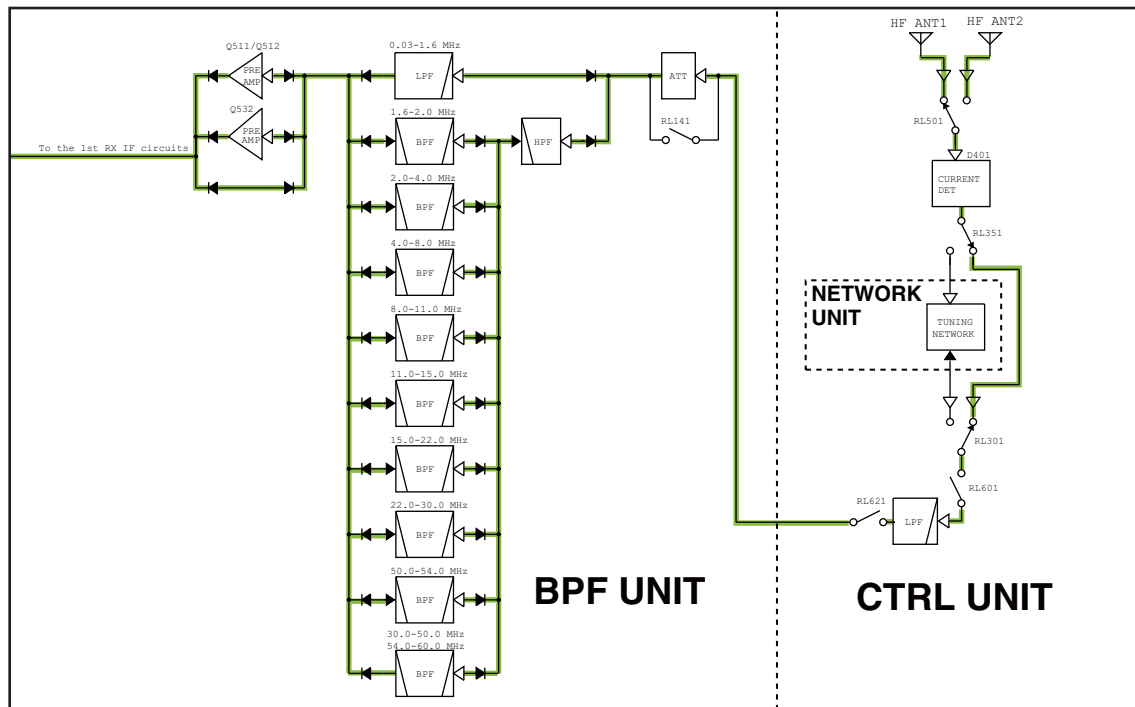 HF ANT1 HF ANT2
Q511/Q512
PRE
AMP
Q532
PRE
AMP
To the 1st RX IF circuits
0.03-1.6 MHz
LPF
1.6-2.0 MHz
BPF
2.0-4.0 MHz
BPF
4.0-8.0 MHz
BPF
8.0-11.0 MHz
BPF
11.0-15.0 MHz
BPF
15.0-22.0 MHz
BPF
22.0-30.0 MHz
BPF
50.0-54.0 MHz
BPF
30.0-50.0 MHz
54.0-60.0 MHz
BPF
HPF
ATT
RL141
BPF UNIT
RL501
D401
CURRENT
DET
RL351
NETWORK
UNIT
TUNING
NETWORK
RL301
RL601
RL621
LPF
CTRL UNIT